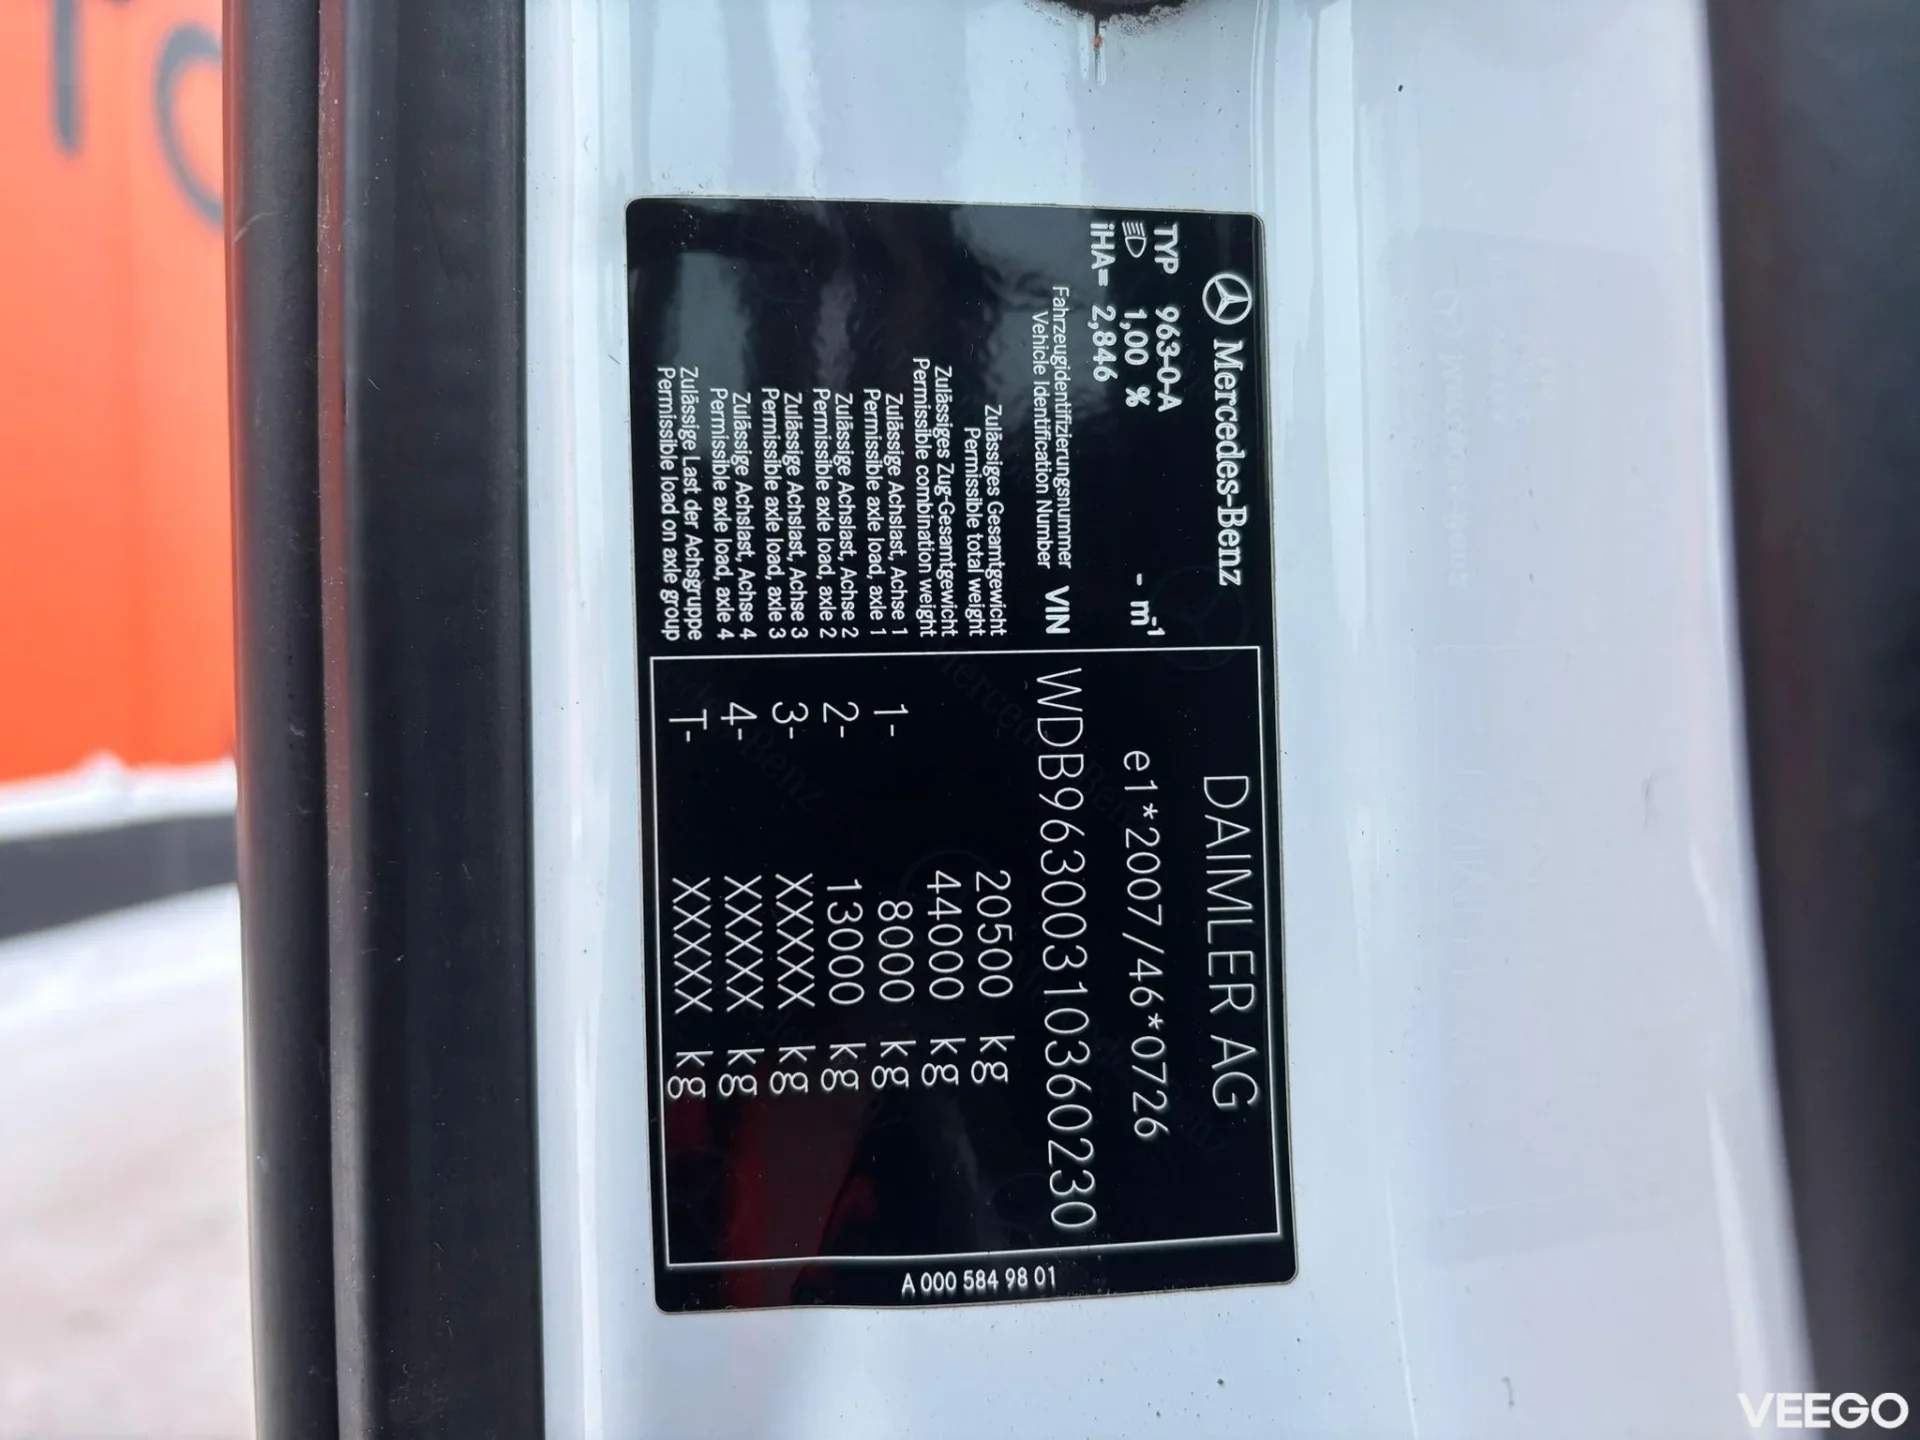 Mercedes-Benz
DAIMLER AG
TYP 963-0-A
1,00 % - m-1
e1*2007/46*0726
iHA= 2,846
Fahrzeugidentifizierungsnummer
Vehicle Identification Number VIN
WDB9630031036 0230
Zulässiges Gesamtgewicht
Permissible total weight
20500 kg
Zulässiges Zug-Gesamtgewicht
Permissible combination weight
44000 kg
Zulässige Achslast, Achse 1
Permissible axle load, axle 1
1- 8000 kg
Zulässige Achslast, Achse 2
Permissible axle load, axle 2
2- 13000 kg
Zulässige Achslast, Achse 3
Permissible axle load, axle 3
3- XXXXX kg
Zulässige Achslast, Achse 4
Permissible axle load, axle 4
4- XXXXX kg
Zulässige Last der Achsgruppe
Permissible load on axle group
T- XXXXX kg
A 000 584 98 01
VEEGO